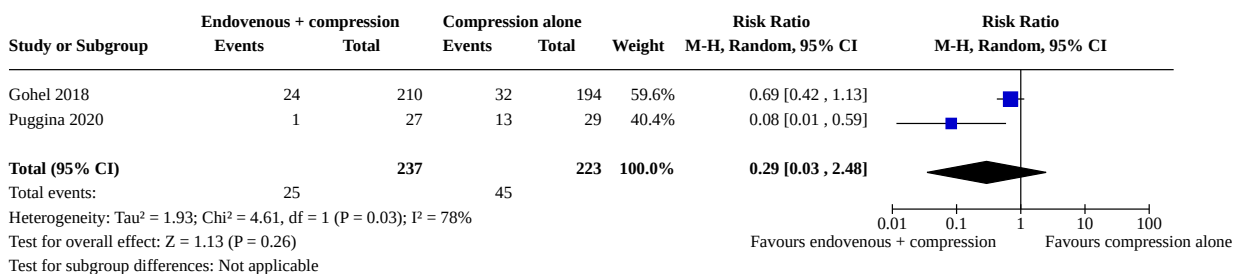 Endovenous + compression Compression alone Risk Ratio Risk Ratio
Study or Subgroup Events Total Events Total Weight M-H, Random, 95% CI M-H, Random, 95% CI
Gohel 2018 24 210 32 194 59.6% 0.69 [0.42 , 1.13]
Puggina 2020 1 27 13 29 40.4% 0.08 [0.01 , 0.59]
Total (95% CI) 237 223 100.0% 0.29 [0.03 , 2.48]
Total events: 25 45
Heterogeneity: Tau² = 1.93; Chi² = 4.61, df = 1 (P = 0.03); I² = 78%
0.01 0.1 1 10 100
Test for overall effect: Z = 1.13 (P = 0.26) Favours endovenous + compression Favours compression alone
Test for subgroup differences: Not applicable